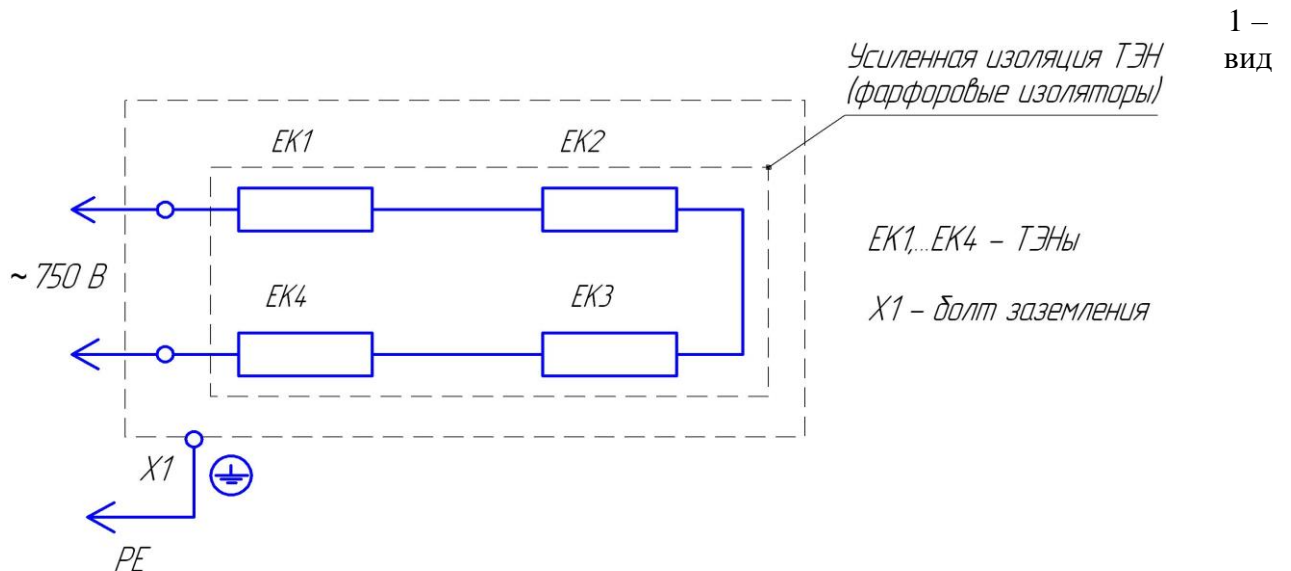 1 –
вид
Усиленная изоляция ТЭН
(фарфоровые изоляторы)
EK1
EK2
~ 750 В
EK4
EK3
EK1,...EK4 – ТЭНы
X1 – болт заземления
X1
PE